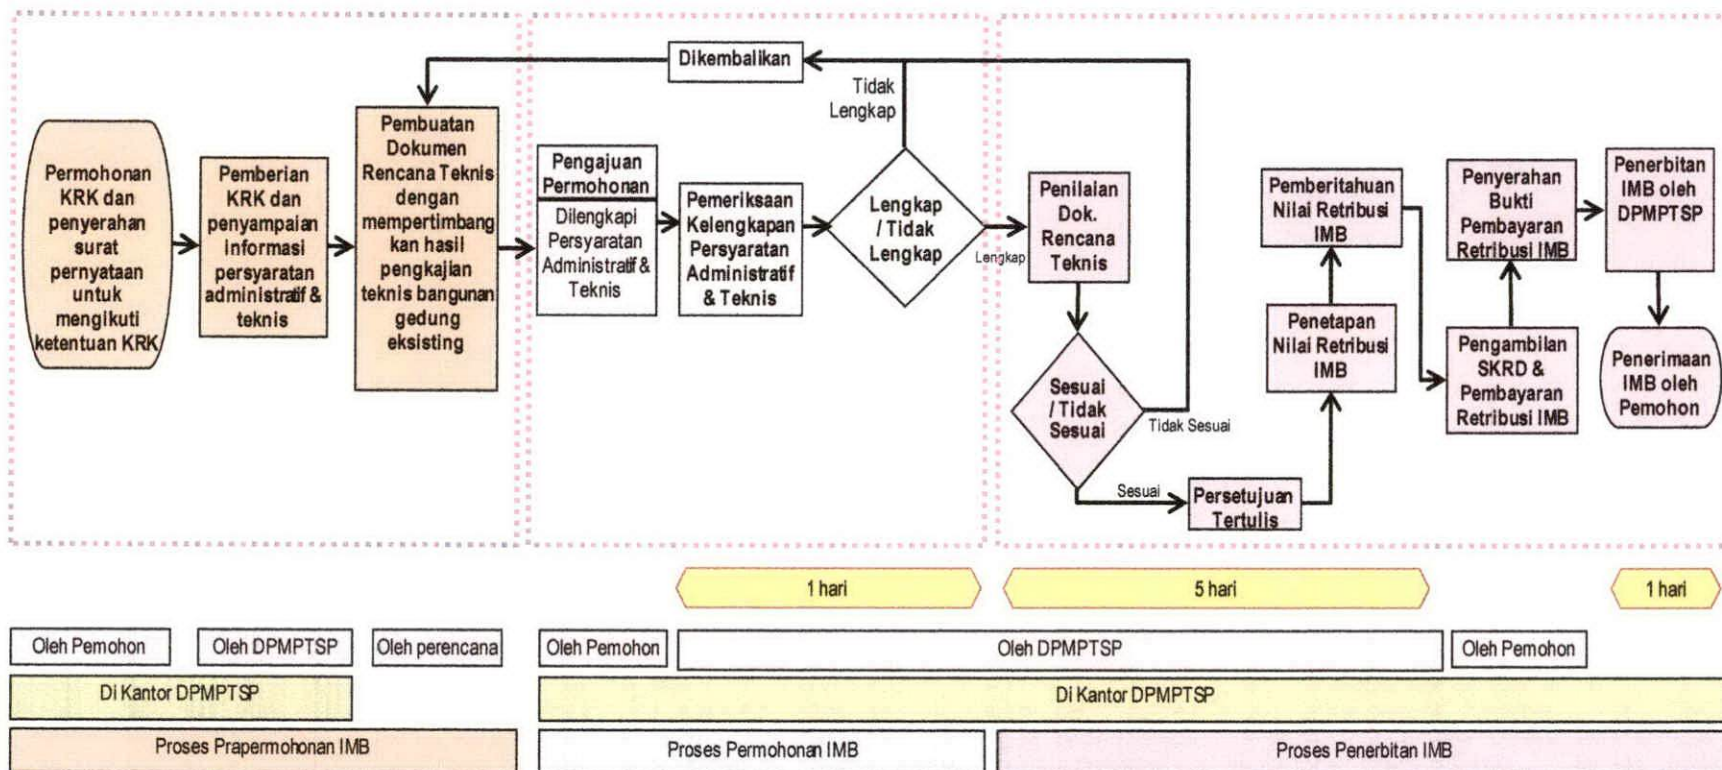 Permohonan
KRK dan
penyerahan
surat
pernyataan
untuk
mengikuti
ketentuan KRK
Pemberian
KRK dan
penyampaian
informasi
persyaratan
administratif &
teknis
Pembuatan
Dokumen
Rencana Teknis
dengan
mempertimbang
kan hasil
pengkajian
teknis bangunan
gedung
eksisting
Dikembalikan
Tidak
Lengkap
Pengajuan
Permohonan
Dilengkapi
Persyaratan
Administratif &
Teknis
Pemeriksaan
Kelengkapan
Persyaratan
Administratif
& Teknis
Lengkap
/ Tidak
Lengkap
Lengkap
Penilaian
Dok.
Rencana
Teknis
Sesuai
/ Tidak
Sesuai
Tidak Sesuai
Sesuai
Persetujuan
Tertulis
Penetapan
Nilai Retribusi
IMB
Pemberitahuan
Nilai Retribusi
IMB
Pengambilan
SKRD &
Pembayaran
Retribusi IMB
Penyerahan
Bukti
Pembayaran
Retribusi IMB
Penerbitan
IMB oleh
DPMPTSP
Penerimaan
IMB oleh
Pemohon
1 hari
5 hari
1 hari
Oleh Pemohon
Oleh DPMPTSP
Oleh perencana
Oleh Pemohon
Oleh DPMPTSP
Oleh Pemohon
Di Kantor DPMPTSP
Di Kantor DPMPTSP
Proses Prapermohonan IMB
Proses Permohonan IMB
Proses Penerbitan IMB